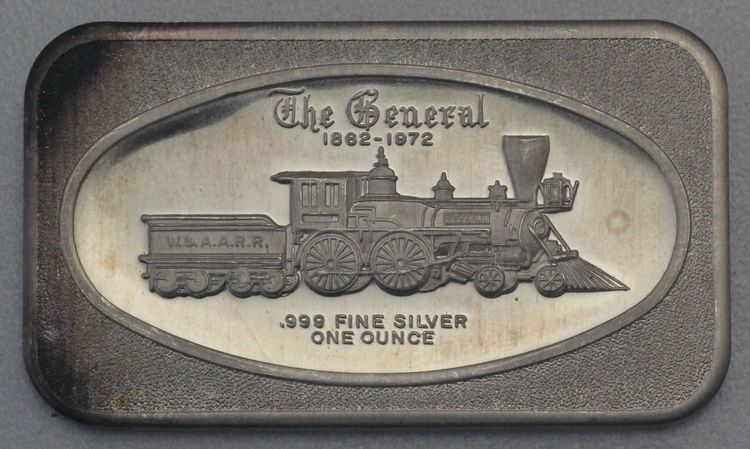 The General
1862-1972
W. & A. A. R. R.
.999 FINE SILVER
ONE OUNCE